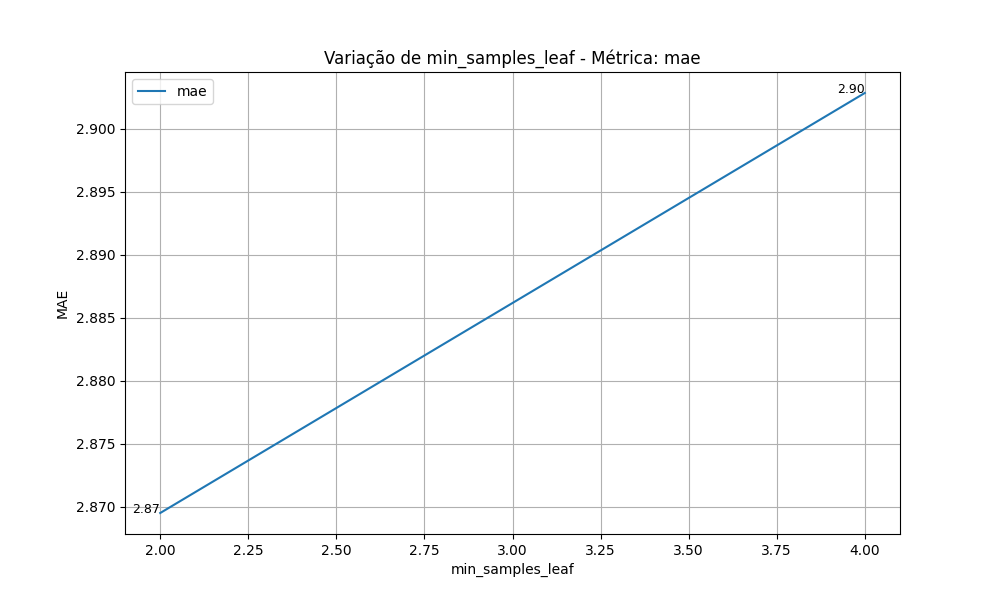 Variação de min_samples_leaf - Métrica: mae
mae
2.90
2.900
2.895
2.890
MAE
2.885
2.880
2.875
2.870
2.87
2.00 2.25 2.50 2.75 3.00 3.25 3.50 3.75 4.00
min_samples_leaf